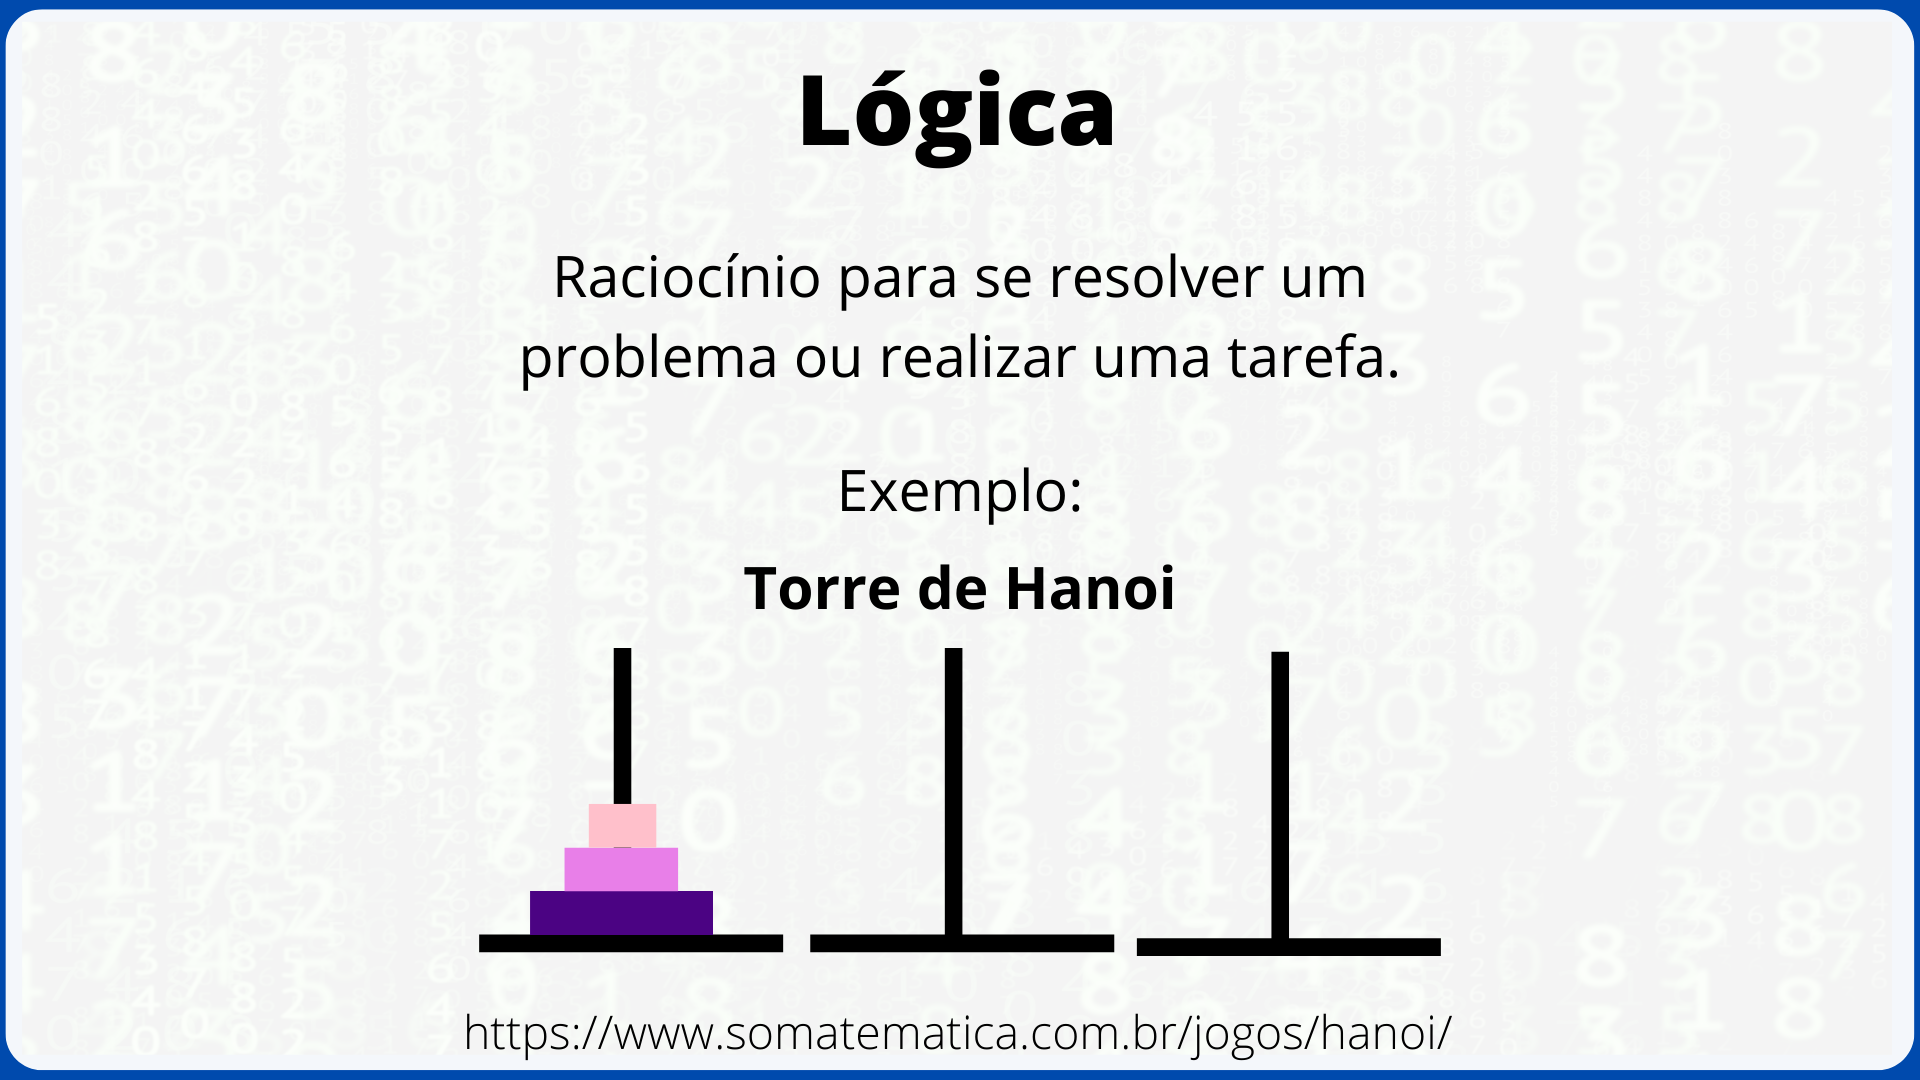 Lógica
Raciocínio para se resolver um
problema ou realizar uma tarefa.
Exemplo:
Torre de Hanoi
https://www.somatematica.com.br/jogos/hanoi/